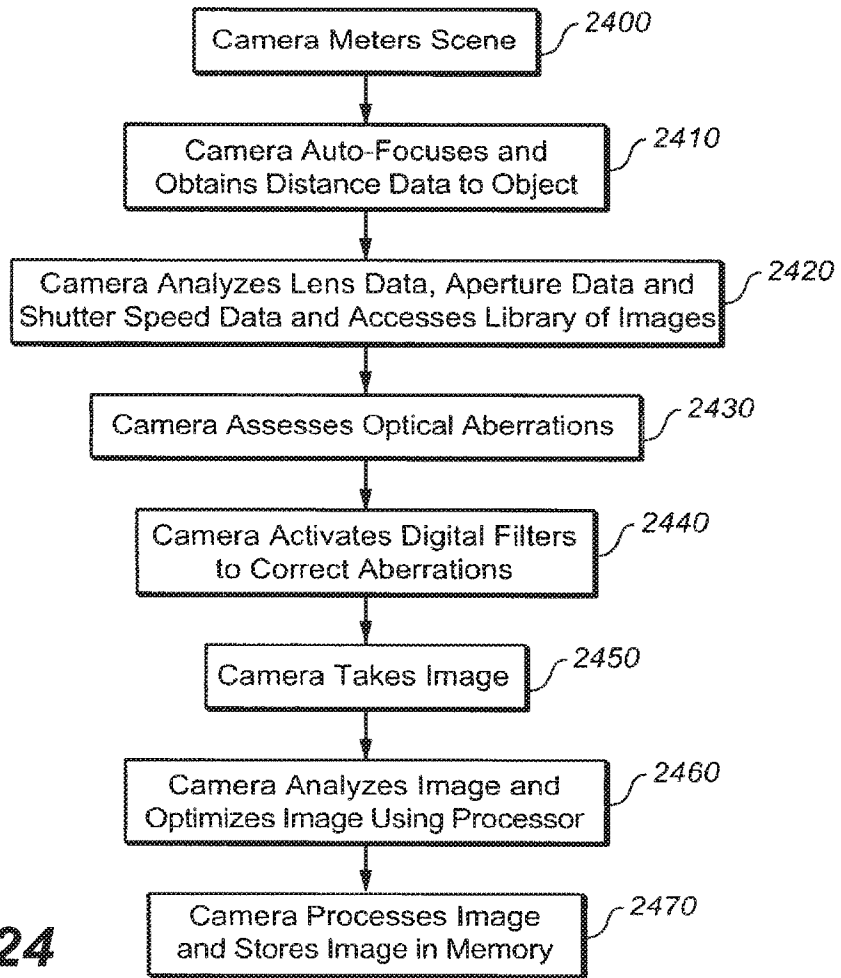 Camera Meters Scene
2400
Camera Auto-Focuses and
Obtains Distance Data to Object
2410
Camera Analyzes Lens Data, Aperture Data and
Shutter Speed Data and Accesses Library of Images
2420
Camera Assesses Optical Aberrations
2430
Camera Activates Digital Filters
to Correct Aberrations
2440
Camera Takes Image
2450
Camera Analyzes Image and
Optimizes Image Using Processor
2460
Camera Processes Image
and Stores Image in Memory
2470
24